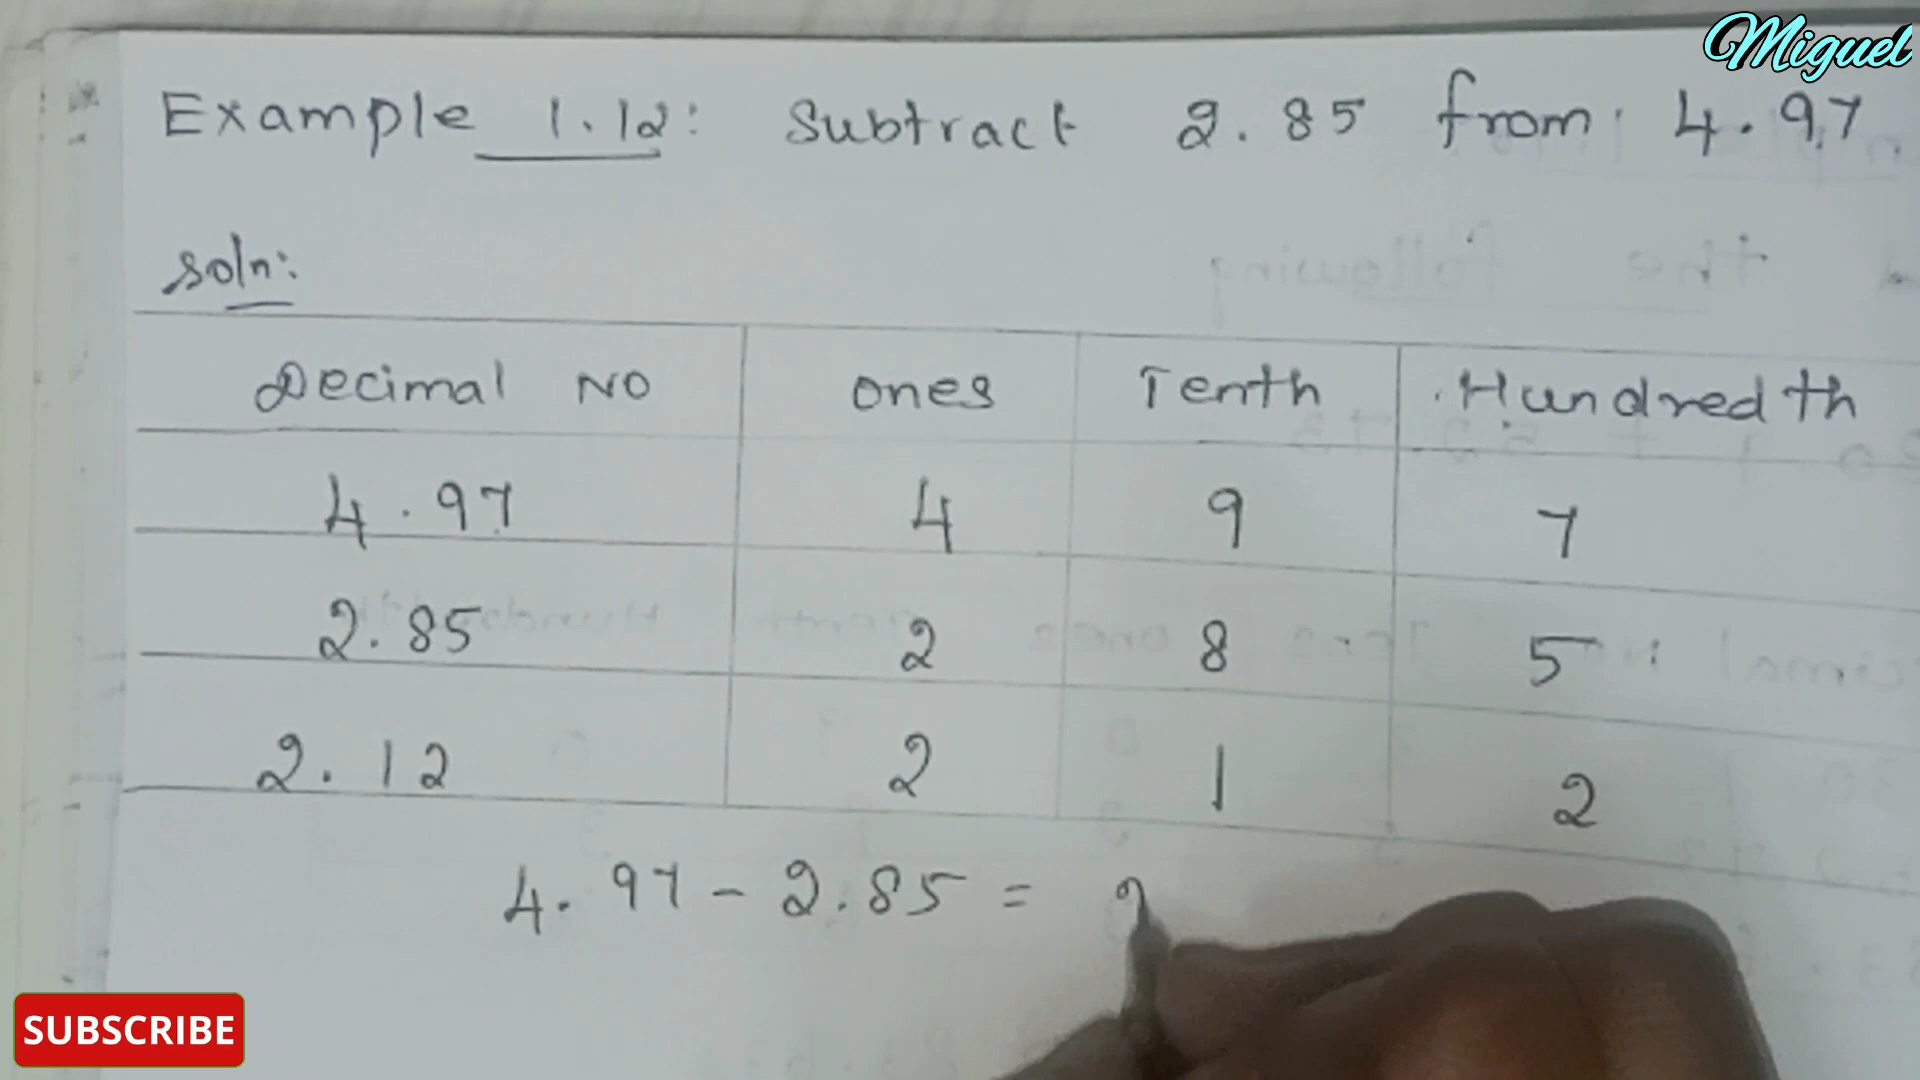 Miguel
Example 1.12: Subtract 2.85 from 4.97
Soln:
Decimal NO ones Tenth Hundredth
4.97 4 9 7
2.85 2 8 5
2.12 2 1 2
4.97 - 2.85 = 2
SUBSCRIBE